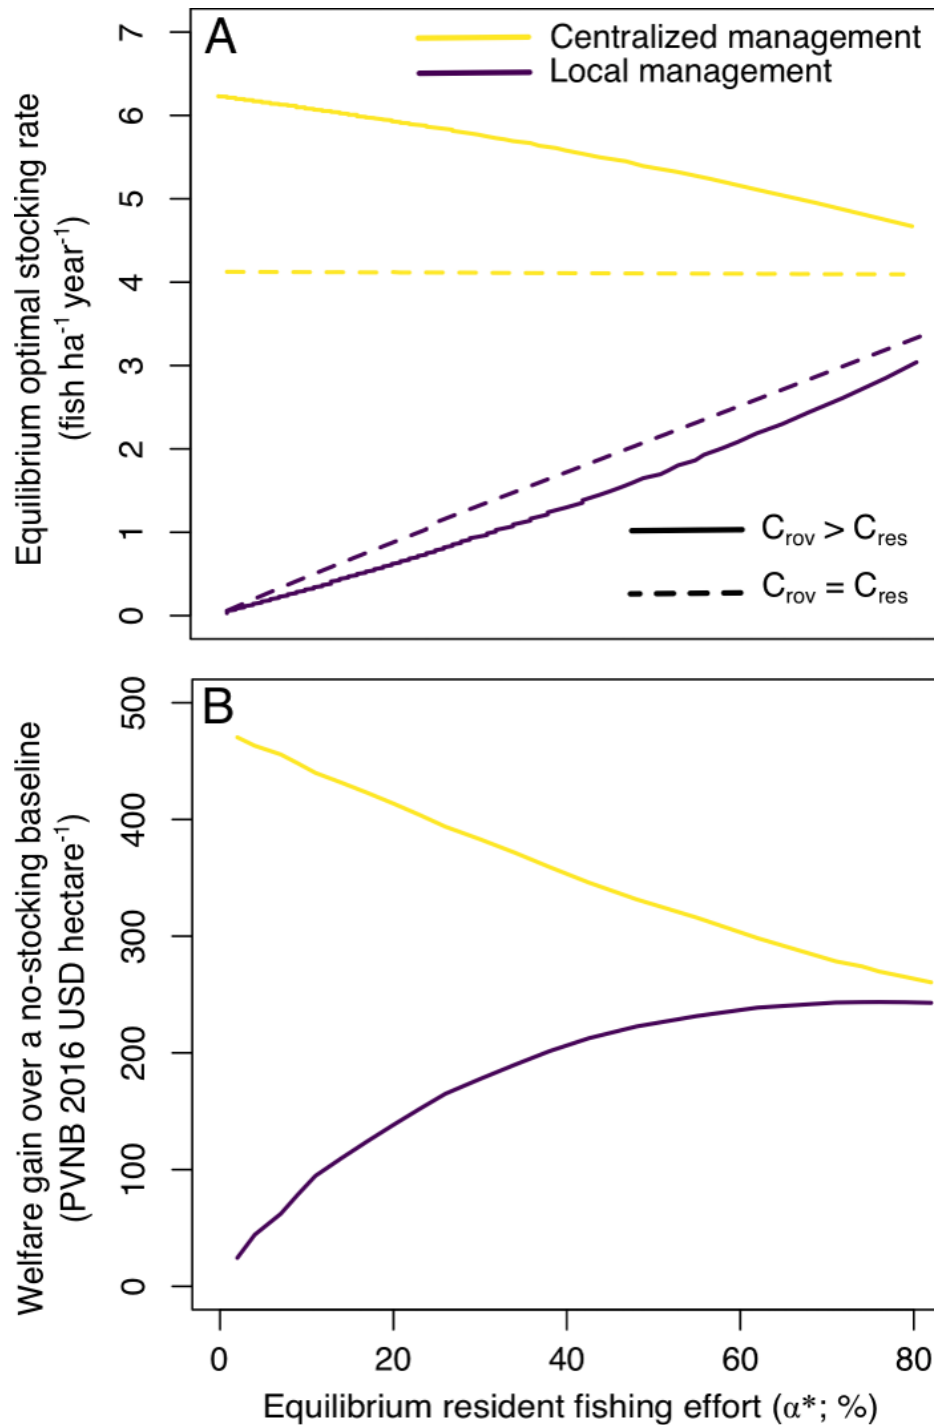 A
Centralized management
Local management
Equilibrium optimal stocking rate
(fish ha⁻¹ year⁻¹)
7
6
5
4
3
2
1
0
C_rov > C_res
C_rov = C_res
B
Welfare gain over a no-stocking baseline
(PVNB 2016 USD hectare⁻¹)
500
400
300
200
100
0
0 20 40 60 80
Equilibrium resident fishing effort (α*; %)